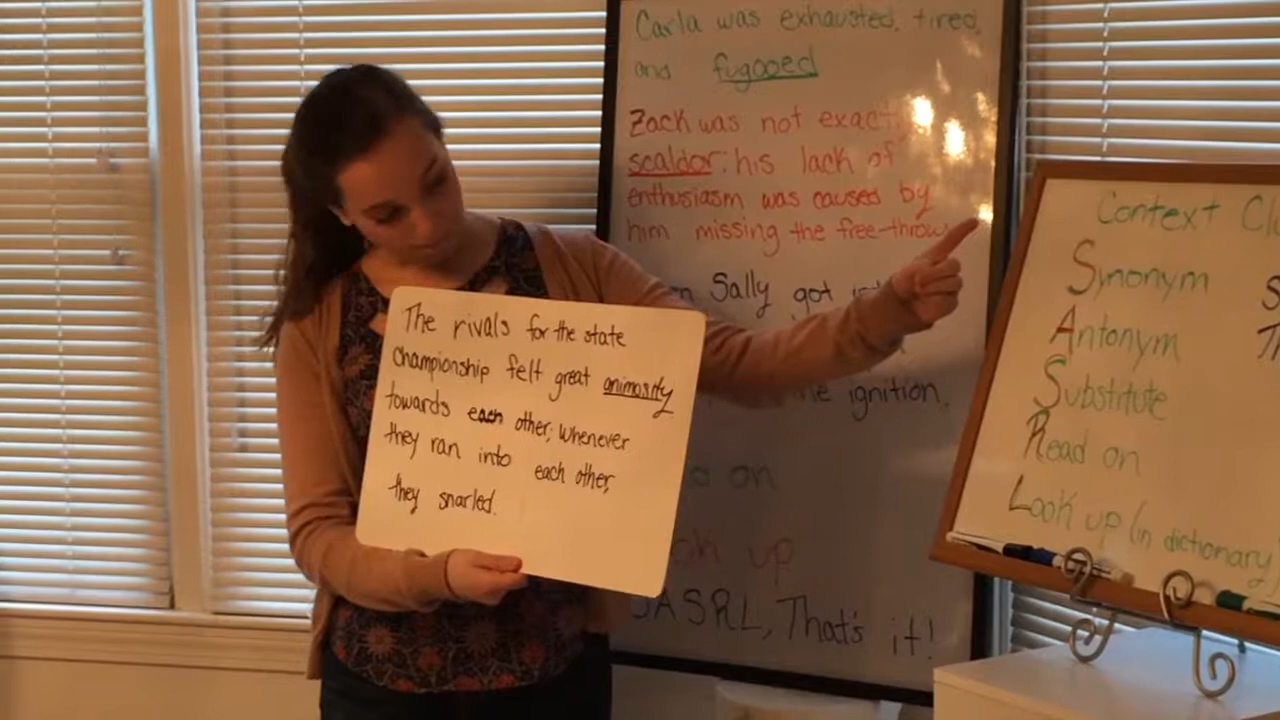 Carla was exhausted, tired,
and fugooed
Zack was not
scaldor: his lack of
enthusiasm was caused by
him missing the free-throw
Sally got
ignition.
on
up
SASRL, That's it!
The rivals for the state
championship felt great animosity
towards each other; whenever
they ran into each other,
they snarled.
Context
Synonym
Antonym
Substitute
Read on
Look up (in dictionary